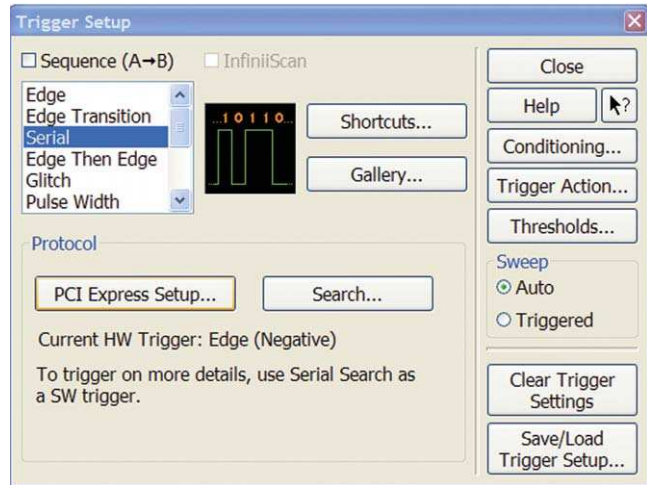 Trigger Setup
Sequence (A→B)
InfiniiScan
Edge
Edge Transition
Serial
Edge Then Edge
Glitch
Pulse Width
...10110...
Shortcuts...
Gallery...
Protocol
PCI Express Setup...
Search...
Current HW Trigger: Edge (Negative)
To trigger on more details, use Serial Search as
a SW trigger.
Close
Help
?
Conditioning...
Trigger Action...
Thresholds...
Sweep
Auto
Triggered
Clear Trigger
Settings
Save/Load
Trigger Setup...